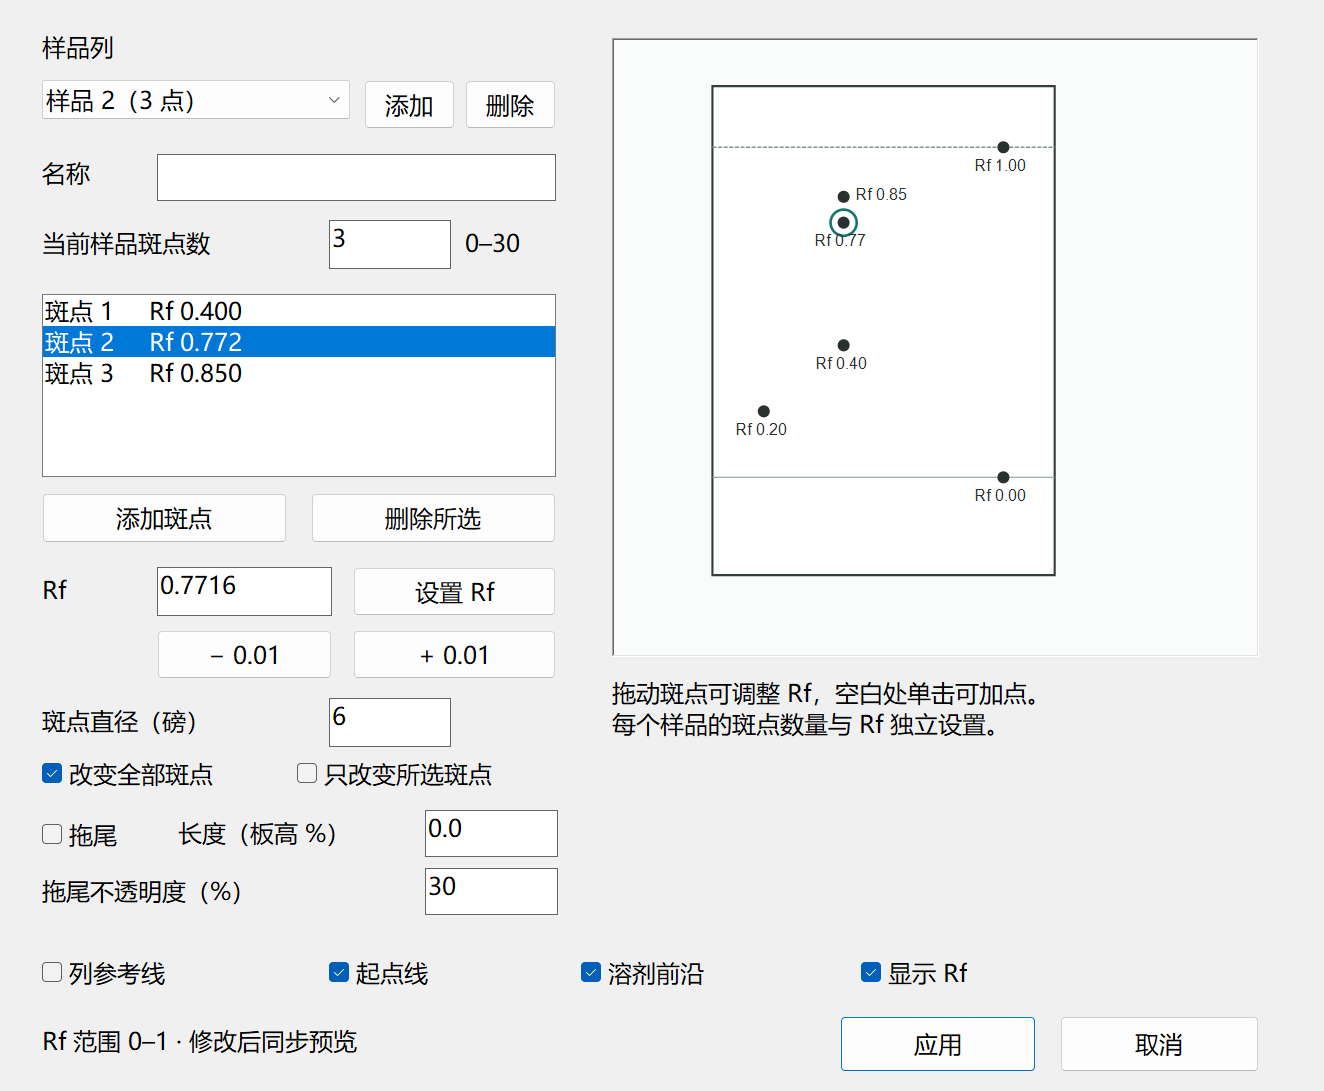 样品列
样品 2（3 点）
添加
删除
名称
当前样品斑点数
3
0–30
斑点 1 Rf 0.400
斑点 2 Rf 0.772
斑点 3 Rf 0.850
添加斑点
删除所选
Rf
0.7716
设置 Rf
− 0.01
+ 0.01
斑点直径（磅）
6
改变全部斑点
只改变所选斑点
拖尾
长度（板高 %）
0.0
拖尾不透明度（%）
30
列参考线
起点线
溶剂前沿
显示 Rf
Rf 范围 0–1 · 修改后同步预览
应用
取消
Rf 1.00
Rf 0.85
Rf 0.77
Rf 0.40
Rf 0.20
Rf 0.00
拖动斑点可调整 Rf，空白处单击可加点。
每个样品的斑点数量与 Rf 独立设置。